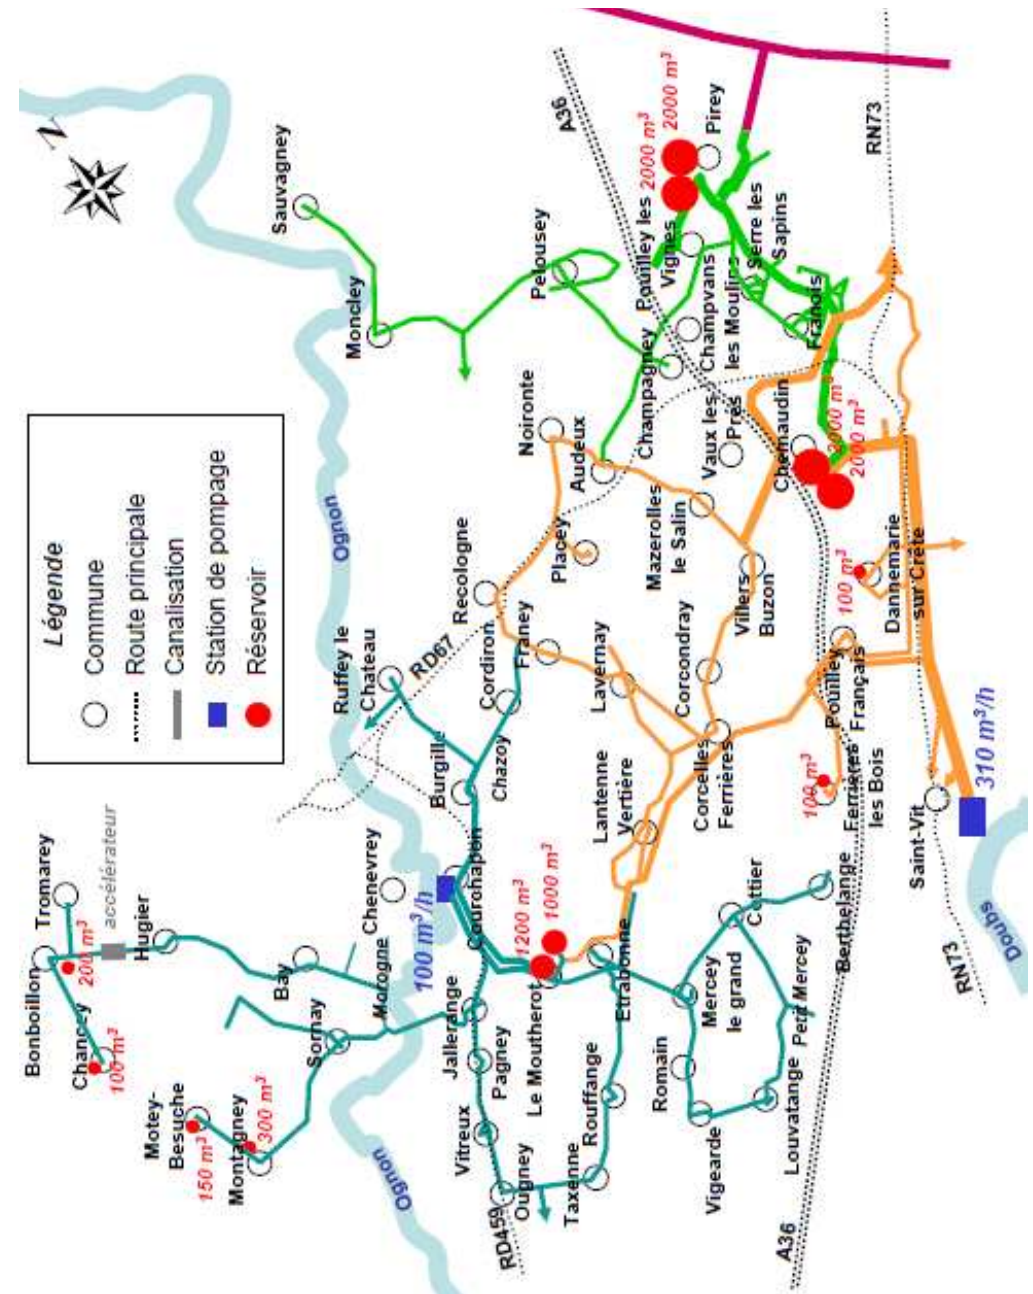 Légende
Commune
Route principale
Canalisation
Station de pompage
Réservoir
N
Sauvagney
Moncley
Pelousey
A36
2000 m³
2000 m³
Pirey
Pouilley les
Vignes
Serre les
Sapins
RN73
Champvans
les Moulins
Franois
Champagney
Vaux les
Prés
Chemaudin
2000 m³
2000 m³
Noironte
Audeux
Ognon
Placey
Mazerolles
le Salin
Recologne
RD67
Villers
Buzon
100 m³
Dannemarie
sur Crête
Ruffey le
Chateau
Cordiron
Franey
Lavernay
Corcondray
Pouilley
Français
Burgille
Chazoy
Lantenne
Vertière
Corcelles
Ferrières
100 m³
Ferrières
les Bois
Saint-Vit
310 m³/h
Tromarey
accélérateur
Chenevrey
Courchapon
100 m³/h
1200 m³
1000 m³
Cottier
Berthelange
Doubs
RN73
Bonboillon
200 m³
Hugier
Bay
Morogne
Le Moutherot
Etrabonne
Mercey
le grand
Petit Mercey
Chancey
100 m³
Sornay
Jallerange
Pagney
Rouffange
Romain
Louvatange
Motey-
Besuche
150 m³
Montagney
300 m³
Vitreux
Ougney
Taxenne
Vigearde
Ognon
RD459
A36